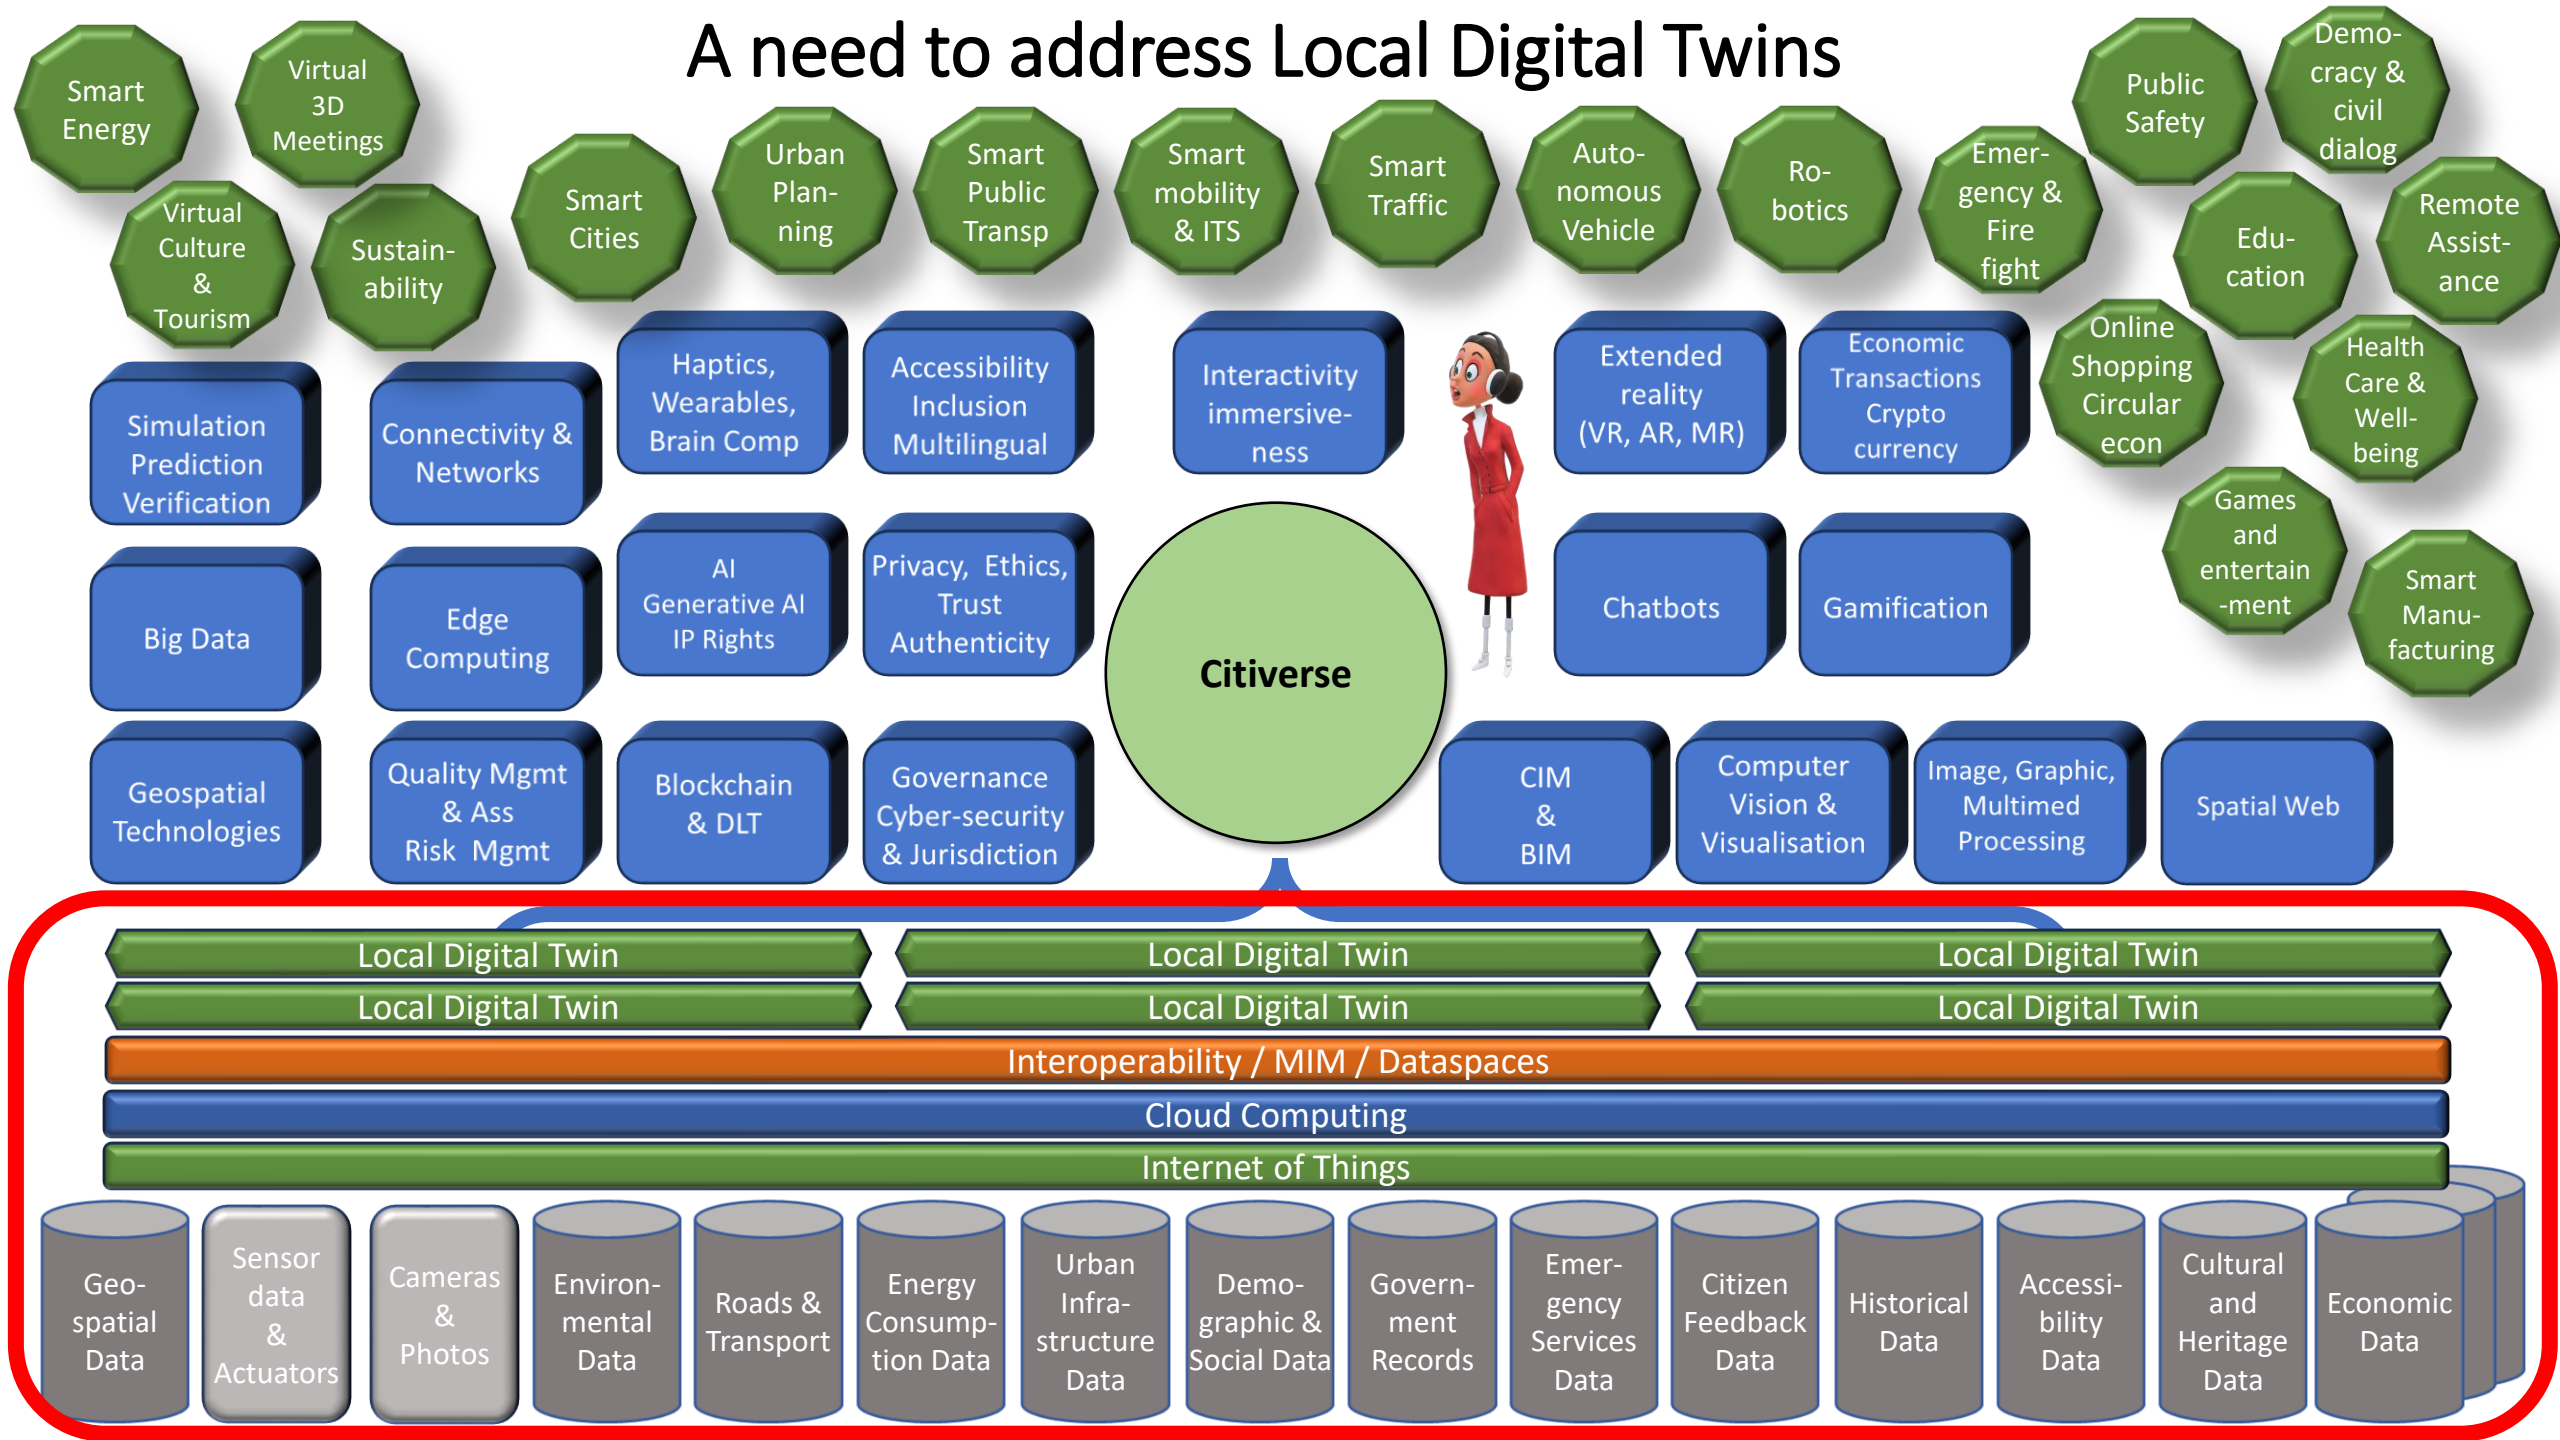 A need to address Local Digital Twins
Smart
Energy
Virtual
3D
Meetings
Virtual
Culture
&
Tourism
Sustain-
ability
Smart
Cities
Urban
Plan-
ning
Smart
Public
Transp
Smart
mobility
& ITS
Smart
Traffic
Auto-
nomous
Vehicle
Ro-
botics
Emer-
gency &
Fire
fight
Public
Safety
Demo-
cracy &
civil
dialog
Edu-
cation
Remote
Assist-
ance
Online
Shopping
Circular
econ
Health
Care &
Well-
being
Games
and
entertain
-ment
Smart
Manu-
facturing
Simulation
Prediction
Verification
Connectivity &
Networks
Haptics,
Wearables,
Brain Comp
Accessibility
Inclusion
Multilingual
Interactivity
immersive-
ness
Extended
reality
(VR, AR, MR)
Economic
Transactions
Crypto
currency
Big Data
Edge
Computing
AI
Generative AI
IP Rights
Privacy, Ethics,
Trust
Authenticity
Citiverse
Chatbots
Gamification
Geospatial
Technologies
Quality Mgmt
& Ass
Risk Mgmt
Blockchain
& DLT
Governance
Cyber-security
& Jurisdiction
CIM
&
BIM
Computer
Vision &
Visualisation
Image, Graphic,
Multimed
Processing
Spatial Web
Local Digital Twin
Local Digital Twin
Local Digital Twin
Local Digital Twin
Local Digital Twin
Local Digital Twin
Interoperability / MIM / Dataspaces
Cloud Computing
Internet of Things
Geo-
spatial
Data
Sensor
data
&
Actuators
Cameras
&
Photos
Environ-
mental
Data
Roads &
Transport
Energy
Consump-
tion Data
Urban
Infra-
structure
Data
Demo-
graphic &
Social Data
Govern-
ment
Records
Emer-
gency
Services
Data
Citizen
Feedback
Data
Historical
Data
Accessi-
bility
Data
Cultural
and
Heritage
Data
Economic
Data